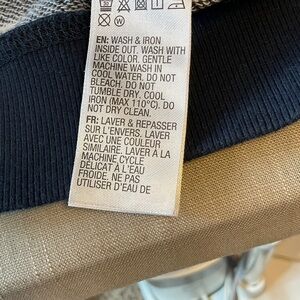 EN: WASH & IRON
INSIDE OUT. WASH WITH
LIKE COLOR. GENTLE
MACHINE WASH IN
COOL WATER. DO NOT
BLEACH. DO NOT
TUMBLE DRY. COOL
IRON (MAX 110°C). DO
NOT DRY CLEAN.
FR: LAVER & REPASSER
SUR L'ENVERS. LAVER
AVEC UNE COULEUR
SIMILAIRE. LAVER À LA
MACHINE CYCLE
DÉLICAT À L'EAU
FROIDE. NE PAS
UTILISER D'EAU DE